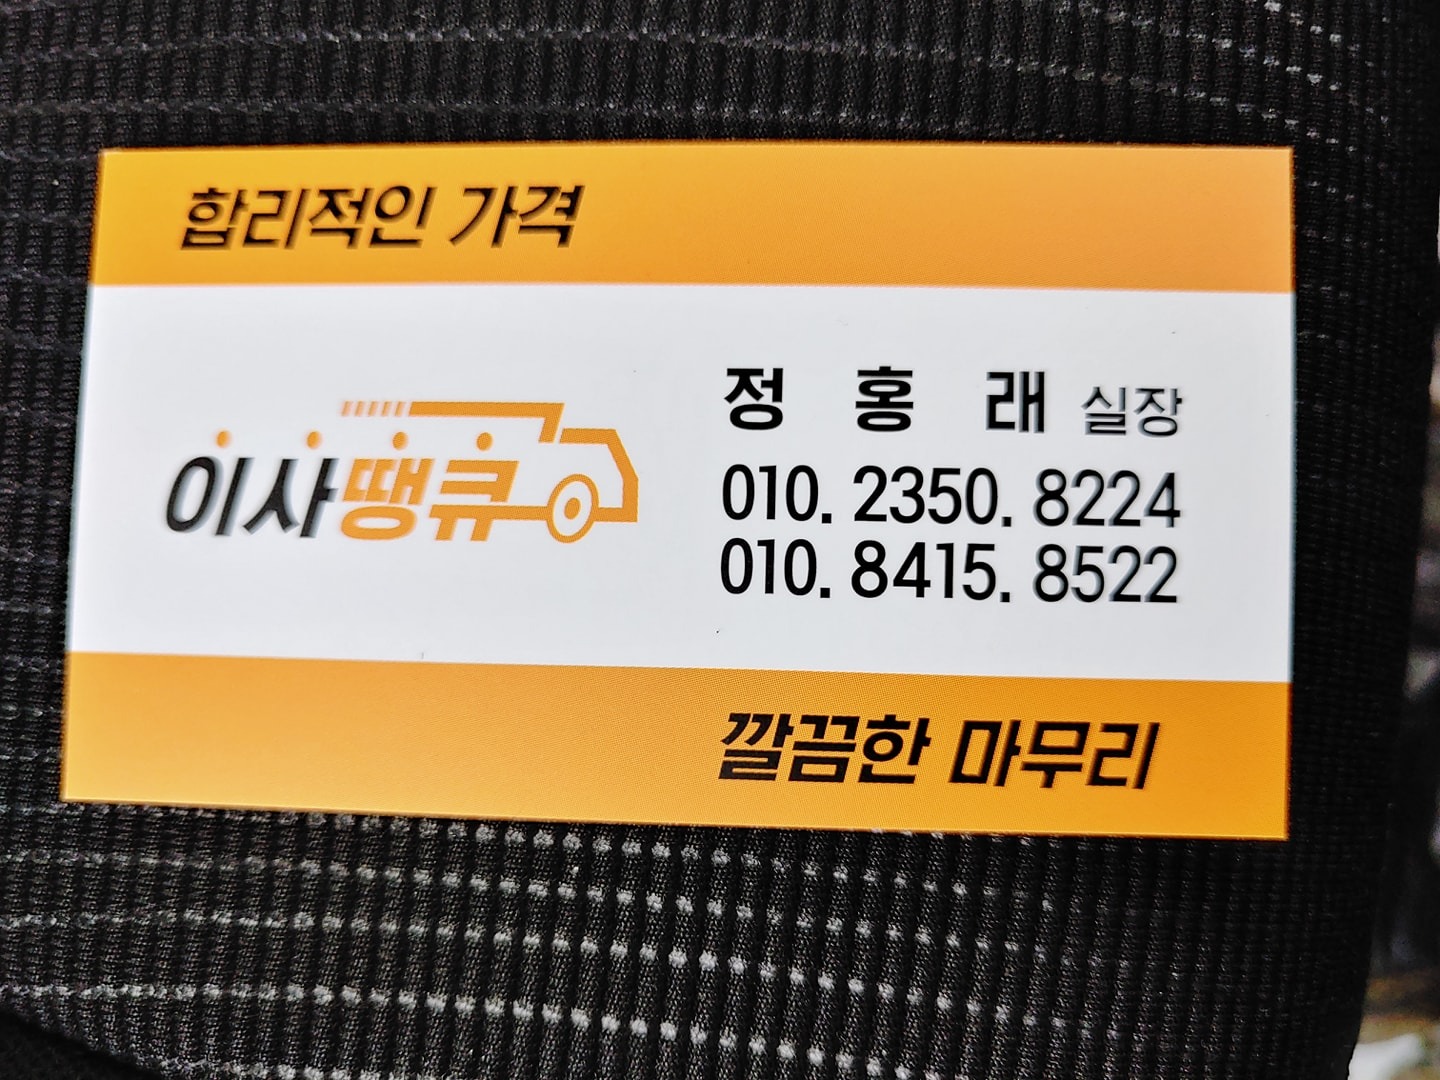 합리적인 가격
이사땡큐
정 홍 래 실장
010. 2350. 8224
010. 8415. 8522
깔끔한 마무리